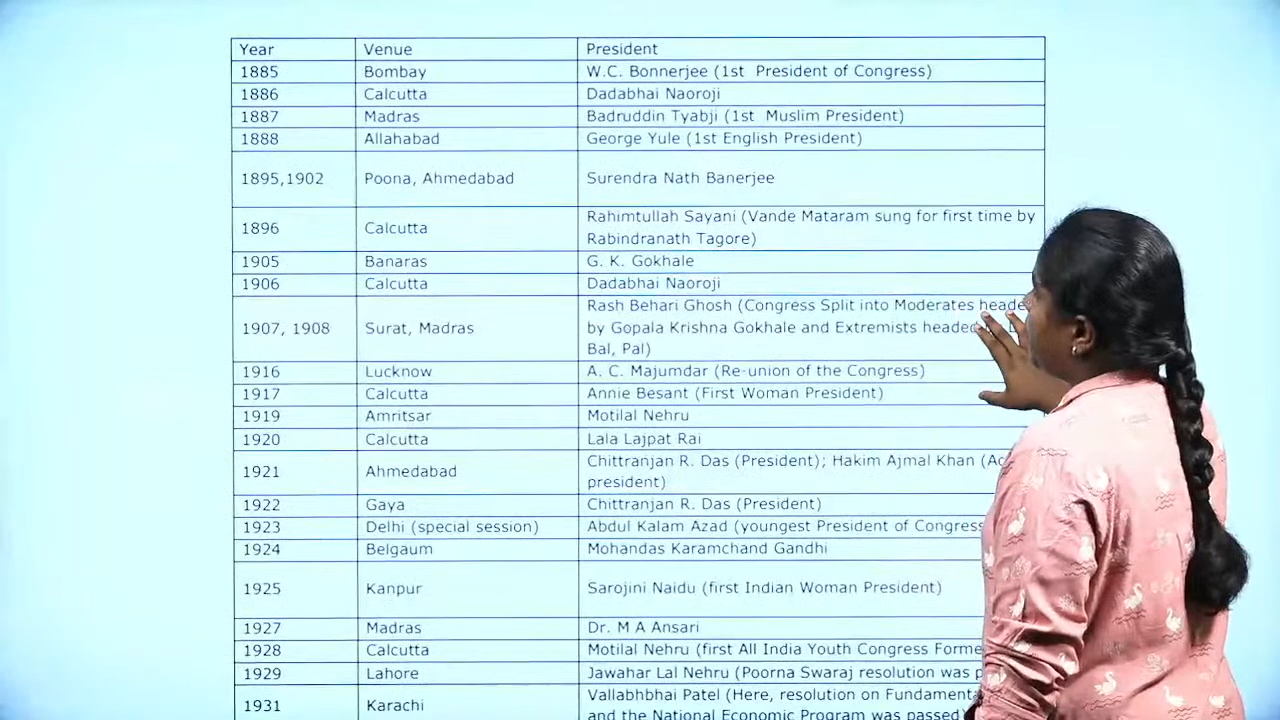 Year Venue President
1885 Bombay W.C. Bonnerjee (1st President of Congress)
1886 Calcutta Dadabhai Naoroji
1887 Madras Badruddin Tyabji (1st Muslim President)
1888 Allahabad George Yule (1st English President)
1895,1902 Poona, Ahmedabad Surendra Nath Banerjee
1896 Calcutta Rahimtullah Sayani (Vande Mataram sung for first time by
Rabindranath Tagore)
1905 Banaras G. K. Gokhale
1906 Calcutta Dadabhai Naoroji
1907, 1908 Surat, Madras Rash Behari Ghosh (Congress Split into Moderates
by Gopala Krishna Gokhale and Extremists
Bal, Pal)
1916 Lucknow A. C. Majumdar (Re-union of the Congress)
1917 Calcutta Annie Besant (First Woman President)
1919 Amritsar Motilal Nehru
1920 Calcutta Lala Lajpat Rai
1921 Ahmedabad Chittranjan R. Das (President); Hakim Ajmal Khan
president)
1922 Gaya Chittranjan R. Das (President)
1923 Delhi (special session) Abdul Kalam Azad (youngest President of Congress
1924 Belgaum Mohandas Karamchand Gandhi
1925 Kanpur Sarojini Naidu (first Indian Woman President)
1927 Madras Dr. M A Ansari
1928 Calcutta Motilal Nehru (first All India Youth Congress
1929 Lahore Jawahar Lal Nehru (Poorna Swaraj resolution was
1931 Karachi Vallabhbhai Patel (Here, resolution on
and the National Economic Program was passed)